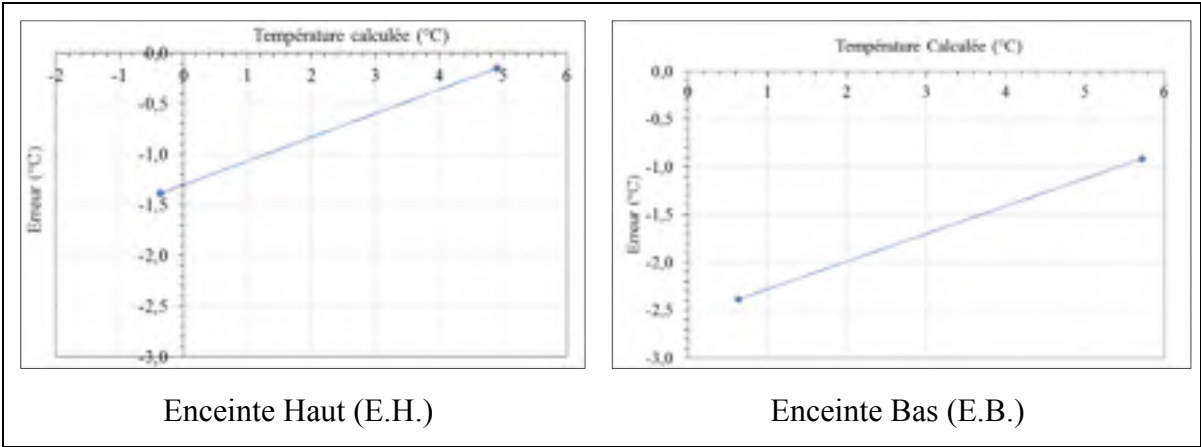 Température calculée (°C)
0,0
-2 -1 0 1 2 3 4 5 6
-0,5
-1,0
-1,5
-2,0
-2,5
-3,0
Erreur (°C)
Enceinte Haut (E.H.)
Température Calculée (°C)
0,0
0 1 2 3 4 5 6
-0,5
-1,0
-1,5
-2,0
-2,5
-3,0
Erreur (°C)
Enceinte Bas (E.B.)